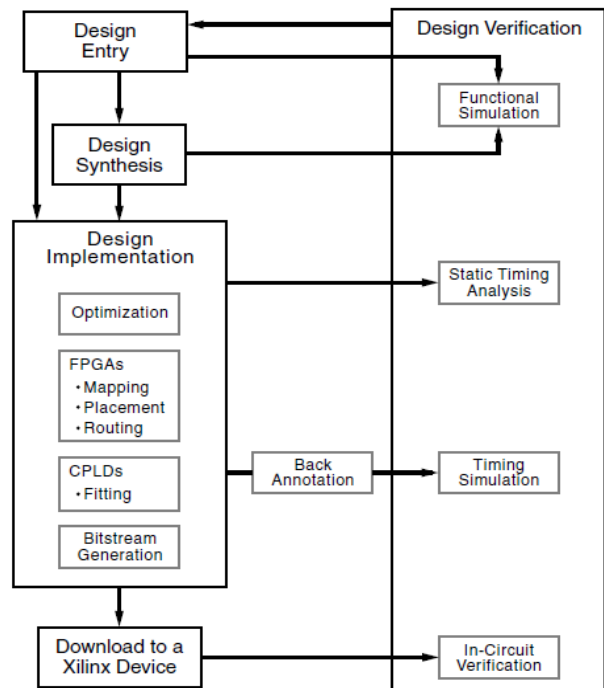 Design
Entry
Design Verification
Functional
Simulation
Design
Synthesis
Design
Implementation
Static Timing
Analysis
Optimization
FPGAs
• Mapping
• Placement
• Routing
CPLDs
• Fitting
Back
Annotation
Timing
Simulation
Bitstream
Generation
Download to a
Xilinx Device
In-Circuit
Verification